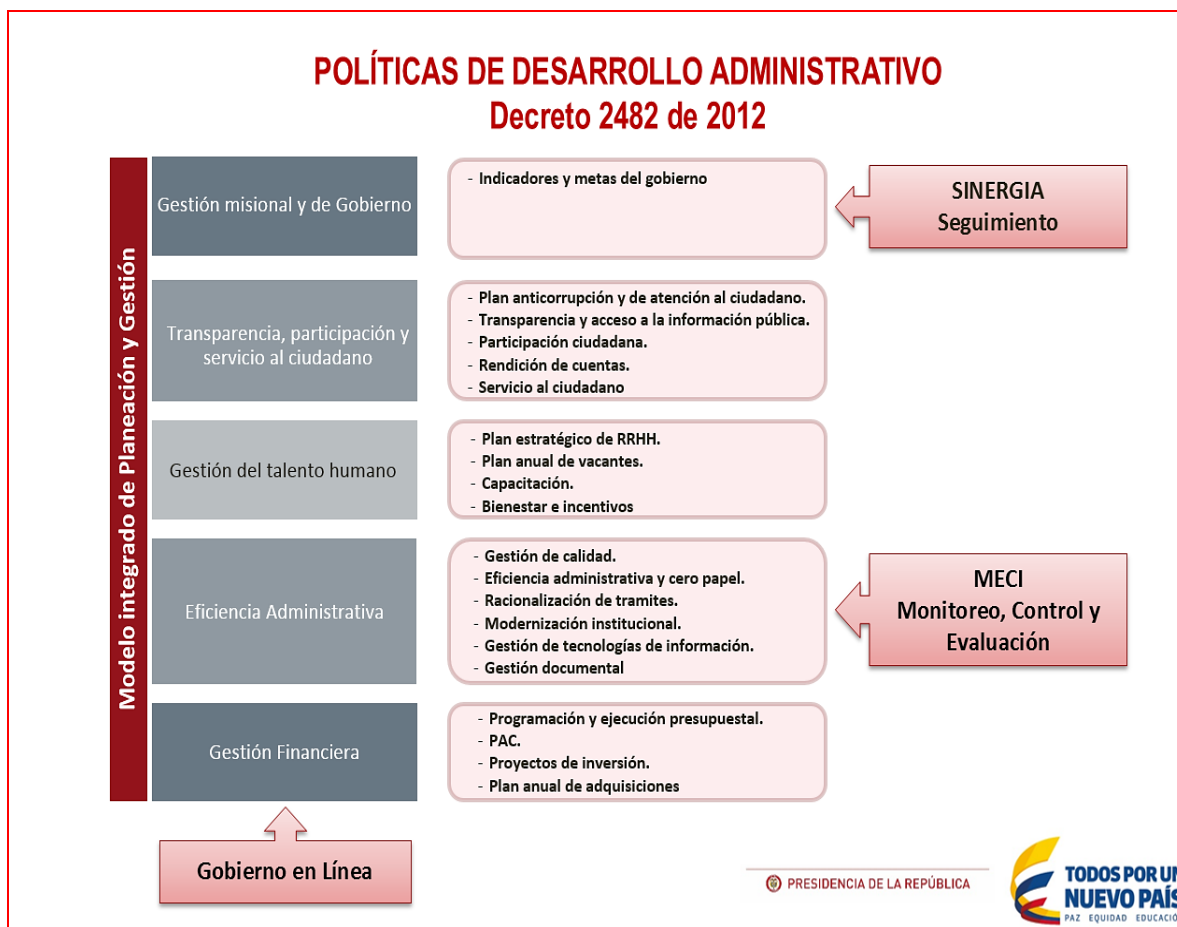 POLÍTICAS DE DESARROLLO ADMINISTRATIVO
Decreto 2482 de 2012
Modelo integrado de Planeación y Gestión
Gestión misional y de Gobierno
- Indicadores y metas del gobierno
SINERGIA
Seguimiento
Transparencia, participación y
servicio al ciudadano
- Plan anticorrupción y de atención al ciudadano.
- Transparencia y acceso a la información pública.
- Participación ciudadana.
- Rendición de cuentas.
- Servicio al ciudadano
Gestión del talento humano
- Plan estratégico de RRHH.
- Plan anual de vacantes.
- Capacitación.
- Bienestar e incentivos
Eficiencia Administrativa
- Gestión de calidad.
- Eficiencia administrativa y cero papel.
- Racionalización de tramites.
- Modernización institucional.
- Gestión de tecnologías de información.
- Gestión documental
MECI
Monitoreo, Control y
Evaluación
Gestión Financiera
- Programación y ejecución presupuestal.
- PAC.
- Proyectos de inversión.
- Plan anual de adquisiciones
Gobierno en Línea
PRESIDENCIA DE LA REPÚBLICA
TODOS POR UN
NUEVO PAÍS
PAZ EQUIDAD EDUCACIÓ